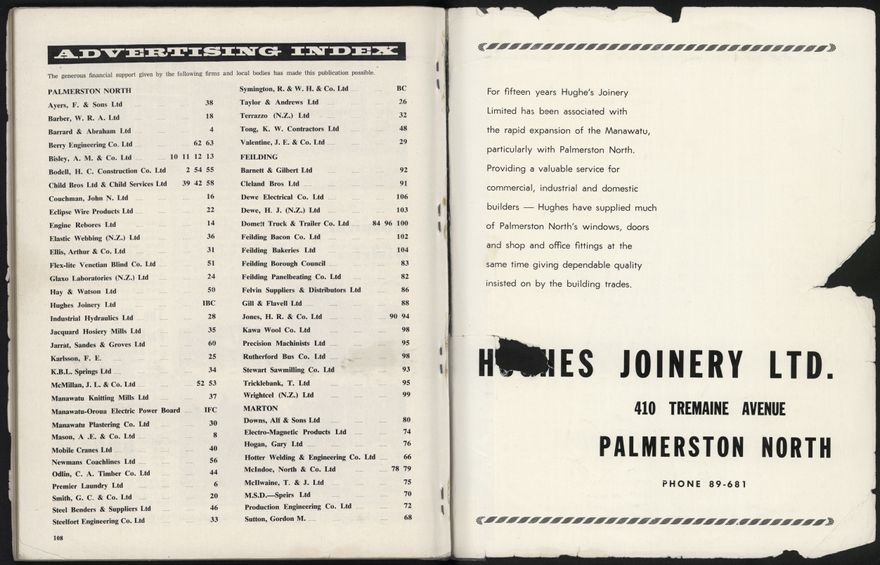 ADVERTISING INDEX
The generous financial support given by the following firms and local bodies has made this publication possible.
PALMERSTON NORTH
Ayers, F. & Sons Ltd 38
Barber, W. R. A. Ltd 18
Barrard & Abraham Ltd 4
Berry Engineering Co. Ltd 62 63
Bisley, A. M. & Co. Ltd 10 11 12 13
Bodell, H. C. Construction Co. Ltd 2 54 55
Child Bros Ltd & Child Services Ltd 39 42 58
Couchman, John N. Ltd 16
Eclipse Wire Products Ltd 22
Engine Rebores Ltd 14
Elastic Webbing (N.Z.) Ltd 36
Ellis, Arthur & Co. Ltd 31
Flex-lite Venetian Blind Co. Ltd 51
Glaxo Laboratories (N.Z.) Ltd 24
Hay & Watson Ltd 50
Hughes Joinery Ltd IBC
Industrial Hydraulics Ltd 28
Jacquard Hosiery Mills Ltd 35
Jarrat, Sandes & Groves Ltd 60
Karlsson, F. E. 25
K.B.L. Springs Ltd 34
McMillan, J. L. & Co. Ltd 52 53
Manawatu Knitting Mills Ltd 37
Manawatu-Oroua Electric Power Board IFC
Manawatu Plastering Co. Ltd 30
Mason, A .E. & Co. Ltd 8
Mobile Cranes Ltd 40
Newmans Coachlines Ltd 56
Odlin, C. A. Timber Co. Ltd 44
Premier Laundry Ltd 6
Smith, G. C. & Co. Ltd 20
Steel Benders & Suppliers Ltd 46
Steelfort Engineering Co. Ltd 33
108
Symington, R. & W. H. & Co. Ltd BC
Taylor & Andrews Ltd 26
Terrazzo (N.Z.) Ltd 32
Tong, K. W. Contractors Ltd 48
Valentine, J. E. & Co. Ltd 29
FEILDING
Barnett & Gilbert Ltd 92
Cleland Bros Ltd 91
Dewe Electrical Co. Ltd 106
Dewe, H. J. (N.Z.) Ltd 103
Domett Truck & Trailer Co. Ltd 84 96 100
Feilding Bacon Co. Ltd 102
Feilding Bakeries Ltd 104
Feilding Borough Council 83
Feilding Panelbeating Co. Ltd 82
Felvin Suppliers & Distributors Ltd 86
Gill & Flavell Ltd 88
Jones, H. R. & Co. Ltd 90 94
Kawa Wool Co. Ltd 98
Precision Machinists Ltd 95
Rutherford Bus Co. Ltd 98
Stewart Sawmilling Co. Ltd 93
Tricklebank, T. Ltd 95
Wrightcel (N.Z.) Ltd 99
MARTON
Downs, Alf & Sons Ltd 80
Electro-Magnetic Products Ltd 74
Hogan, Gary Ltd 76
Hotter Welding & Engineering Co. Ltd 66
McIndoe, North & Co. Ltd 78 79
McIlwaine, T. & J. Ltd 75
M.S.D.—Speirs Ltd 70
Production Engineering Co. Ltd 72
Sutton, Gordon M. 68
For fifteen years Hughe's Joinery
Limited has been associated with
the rapid expansion of the Manawatu,
particularly with Palmerston North.
Providing a valuable service for
commercial, industrial and domestic
builders — Hughes have supplied much
of Palmerston North's windows, doors
and shop and office fittings at the
same time giving dependable quality
insisted on by the building trades.
HUGHES JOINERY LTD.
410 TREMAINE AVENUE
PALMERSTON NORTH
PHONE 89-681